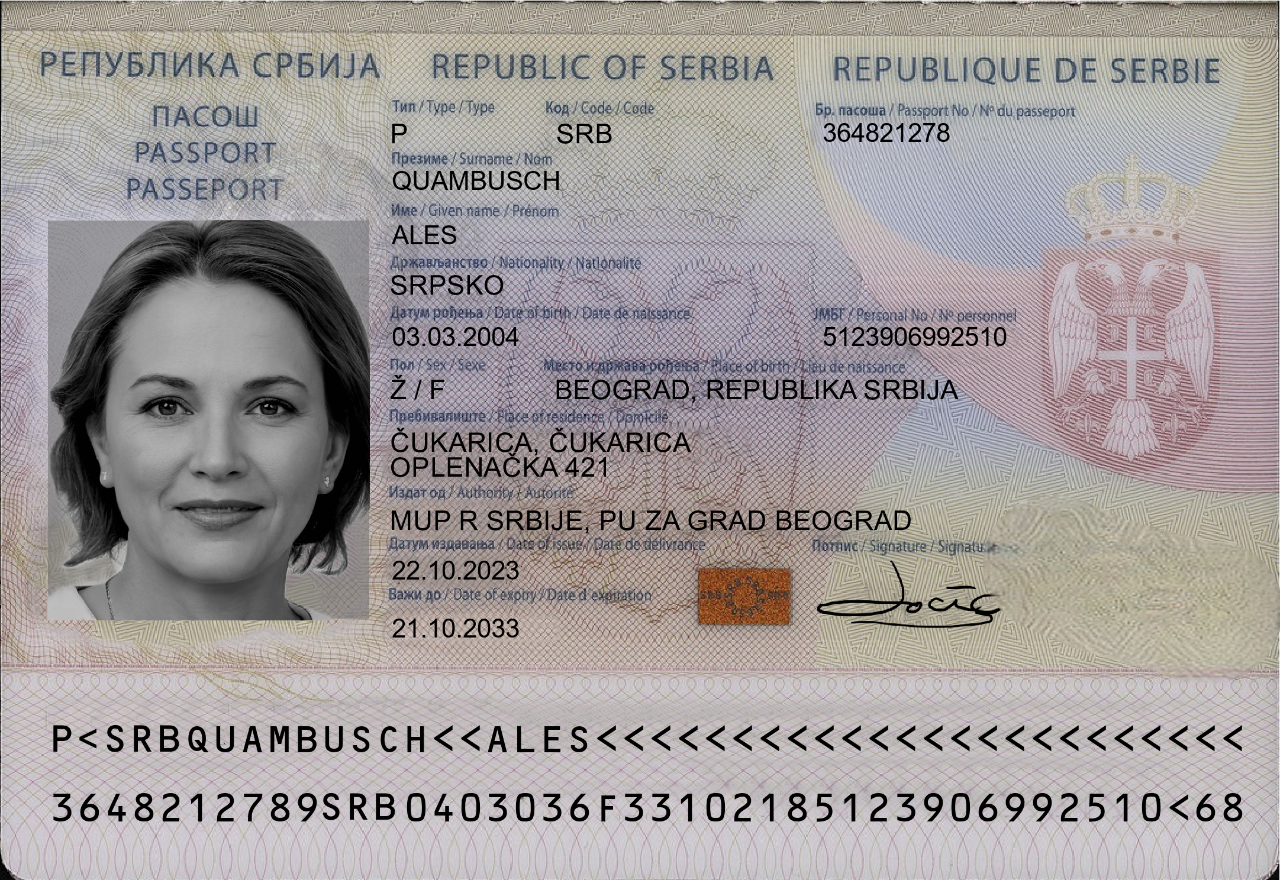 РЕПУБЛИКА СРБИЈА REPUBLIC OF SERBIA REPUBLIQUE DE SERBIE
ПАСОШ
PASSPORT
PASSEPORT
Тип / Type / Type Код / Code / Code Бр. пасоша / Passport No / Nº du passeport
P SRB 364821278
Презиме / Surname / Nom
QUAMBUSCH
Име / Given name / Prénom
ALES
Држављанство / Nationality / Nationalité
SRPSKO
Датум рођења / Date of birth / Date de naissance ЈМБГ / Personal No / Nº personnel
03.03.2004 5123906992510
Пол / Sex / Sexe Место и држава рођења / Place of birth / Lieu de naissance
Ž / F BEOGRAD, REPUBLIKA SRBIJA
Пребивалиште / Place of residence / Domicile
ČUKARICA, ČUKARICA
OPLENAČKA 421
Издат од / Authority / Autorité
MUP R SRBIJE, PU ZA GRAD BEOGRAD
Датум издавања / Date of issue / Date de délivrance Потпис / Signature / Signatu
22.10.2023
Важи до / Date of expiry / Date d'expiration
21.10.2033
P<SRBQUAMBUSCH<<ALES<<<<<<<<<<<<<<<<<<<<<<<<
3648212789SRB0403036F33102185123906992510<68